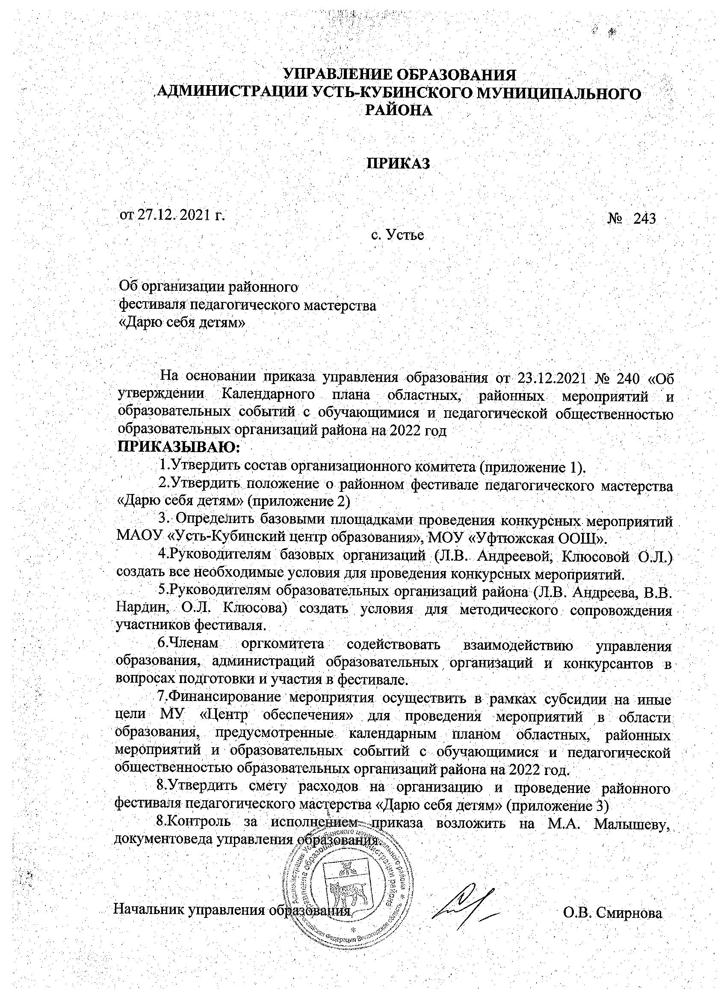 УПРАВЛЕНИЕ ОБРАЗОВАНИЯ
АДМИНИСТРАЦИИ УСТЬ-КУБИНСКОГО МУНИЦИПАЛЬНОГО
РАЙОНА
ПРИКАЗ
от 27.12. 2021 г.
№ 243
с. Устье
Об организации районного
фестиваля педагогического мастерства
«Дарю себя детям»
На основании приказа управления образования от 23.12.2021 № 240 «Об
утверждении Календарного плана областных, районных мероприятий и
образовательных событий с обучающимися и педагогической общественностью
образовательных организаций района на 2022 год
ПРИКАЗЫВАЮ:
1.Утвердить состав организационного комитета (приложение 1).
2.Утвердить положение о районном фестивале педагогического мастерства
«Дарю себя детям» (приложение 2)
3. Определить базовыми площадками проведения конкурсных мероприятий
МАОУ «Усть-Кубинский центр образования», МОУ «Уфтюжская ООШ».
4.Руководителям базовых организаций (Л.В. Андреевой, Клюсовой О.Л.)
создать все необходимые условия для проведения конкурсных мероприятий.
5.Руководителям образовательных организаций района (Л.В. Андреева, В.В.
Нардин, О.Л. Клюсова) создать условия для методического сопровождения
участников фестиваля.
6.Членам оргкомитета содействовать взаимодействию управления
образования, администраций образовательных организаций и конкурсантов в
вопросах подготовки и участия в фестивале.
7.Финансирование мероприятия осуществить в рамках субсидии на иные
цели МУ «Центр обеспечения» для проведения мероприятий в области
образования, предусмотренные календарным планом областных, районных
мероприятий и образовательных событий с обучающимися и педагогической
общественностью образовательных организаций района на 2022 год.
8.Утвердить смету расходов на организацию и проведение районного
фестиваля педагогического мастерства «Дарю себя детям» (приложение 3)
8.Контроль за исполнением приказа возложить на М.А. Малышеву,
документоведа управления образования.
Начальник управления образования
О.В. Смирнова